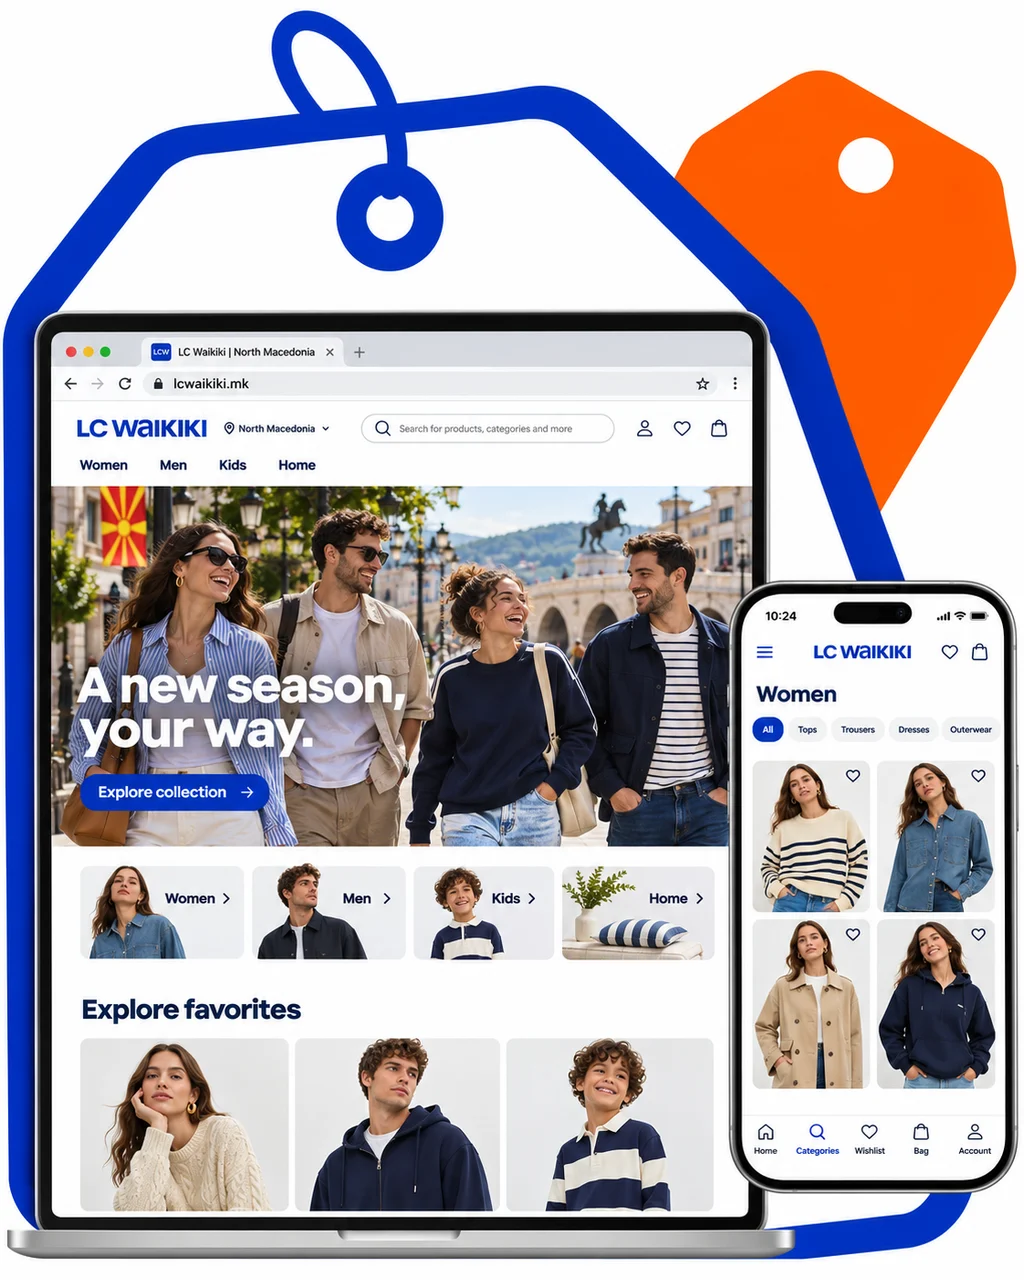 LCW LC Waikiki | North Macedonia
lcwaikiki.mk
LC WAIKIKI North Macedonia Search for products, categories and more
Women Men Kids Home
A new season,
your way.
Explore collection
Women Men Kids Home
Explore favorites
10:24
LC WAIKIKI
Women
All Tops Trousers Dresses Outerwear
Home Categories Wishlist Bag Account